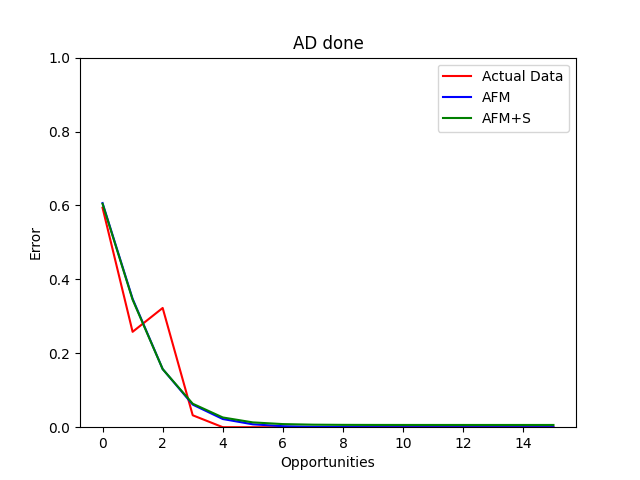 AD done
Actual Data
AFM
AFM+S
1.0
0.8
0.6
0.4
0.2
0.0
Error
0 2 4 6 8 10 12 14
Opportunities